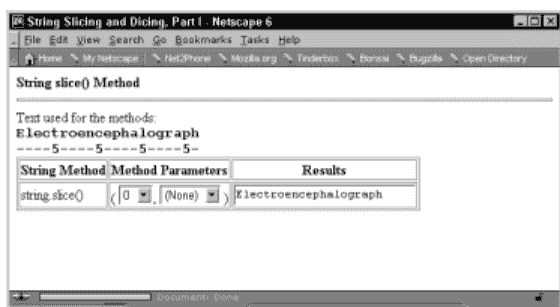 String Slicing and Dicing, Part I - Netscape 6
File Edit View Search Go Bookmarks Tasks Help
Home My Netscape Net2Phone Mozilla.org Tinderbox Bonsai Bugzilla Open Directory
String slice() Method
Text used for the methods:
Electroencephalograph
----5----5----5----5-
String Method Method Parameters Results
string.slice() ( 0 , (None) ) Electroencephalograph
Document: Done